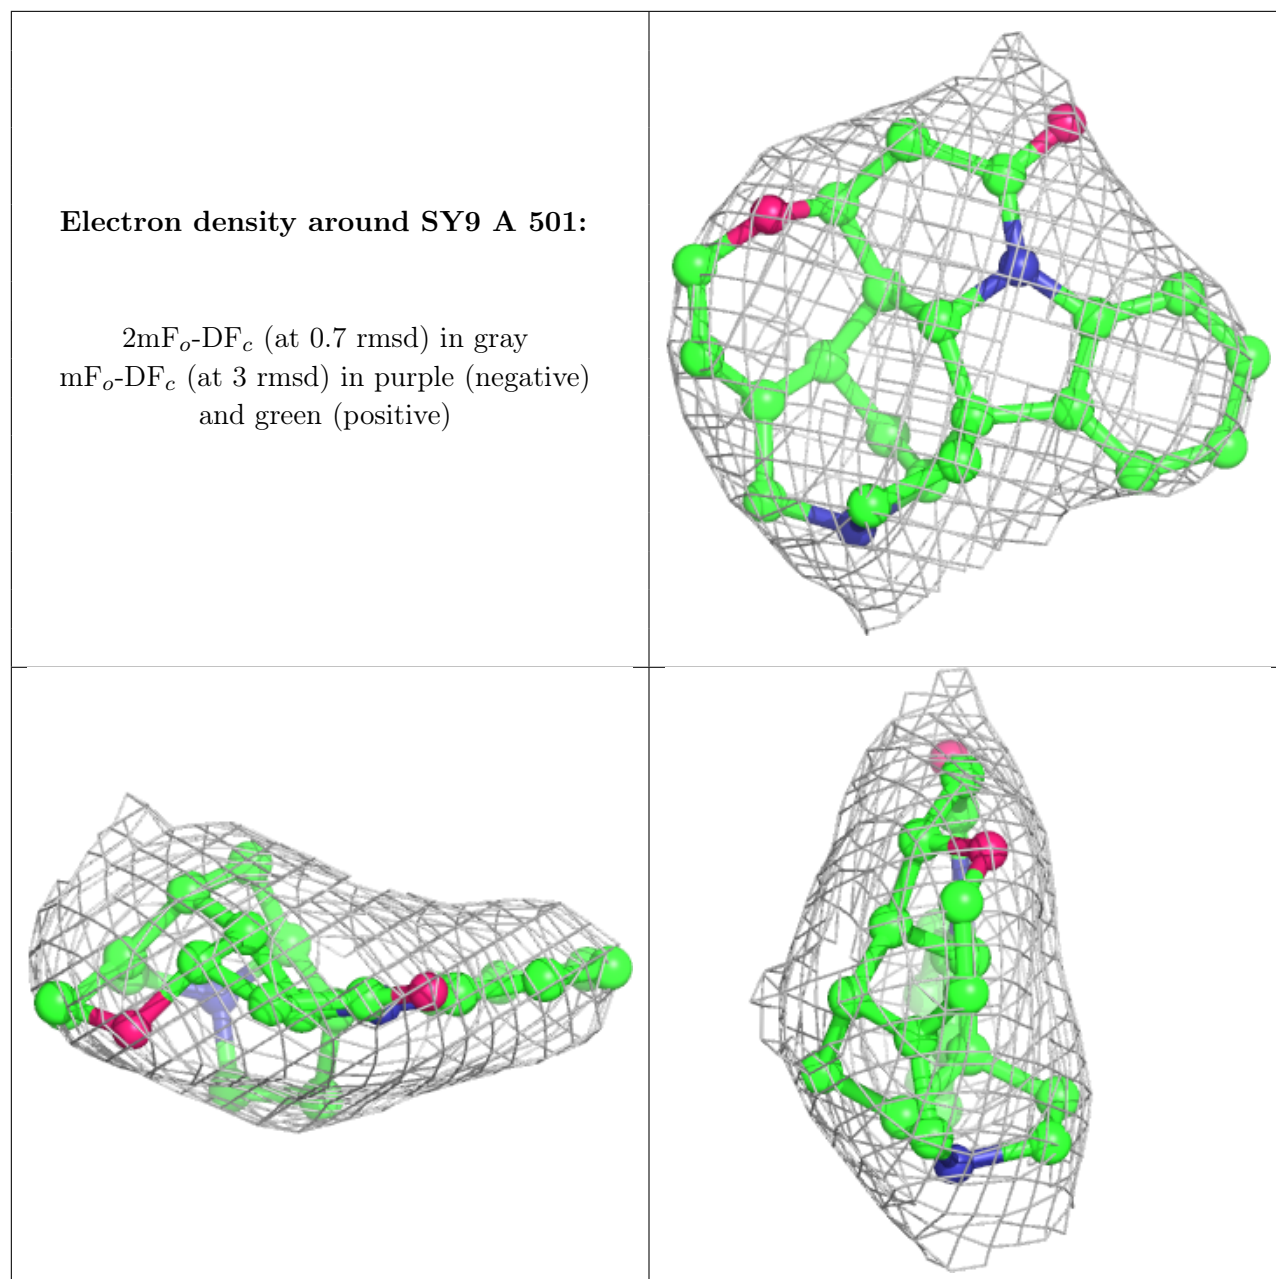 Electron density around SY9 A 501:
2mFo-DFc (at 0.7 rmsd) in gray
mFo-DFc (at 3 rmsd) in purple (negative)
and green (positive)